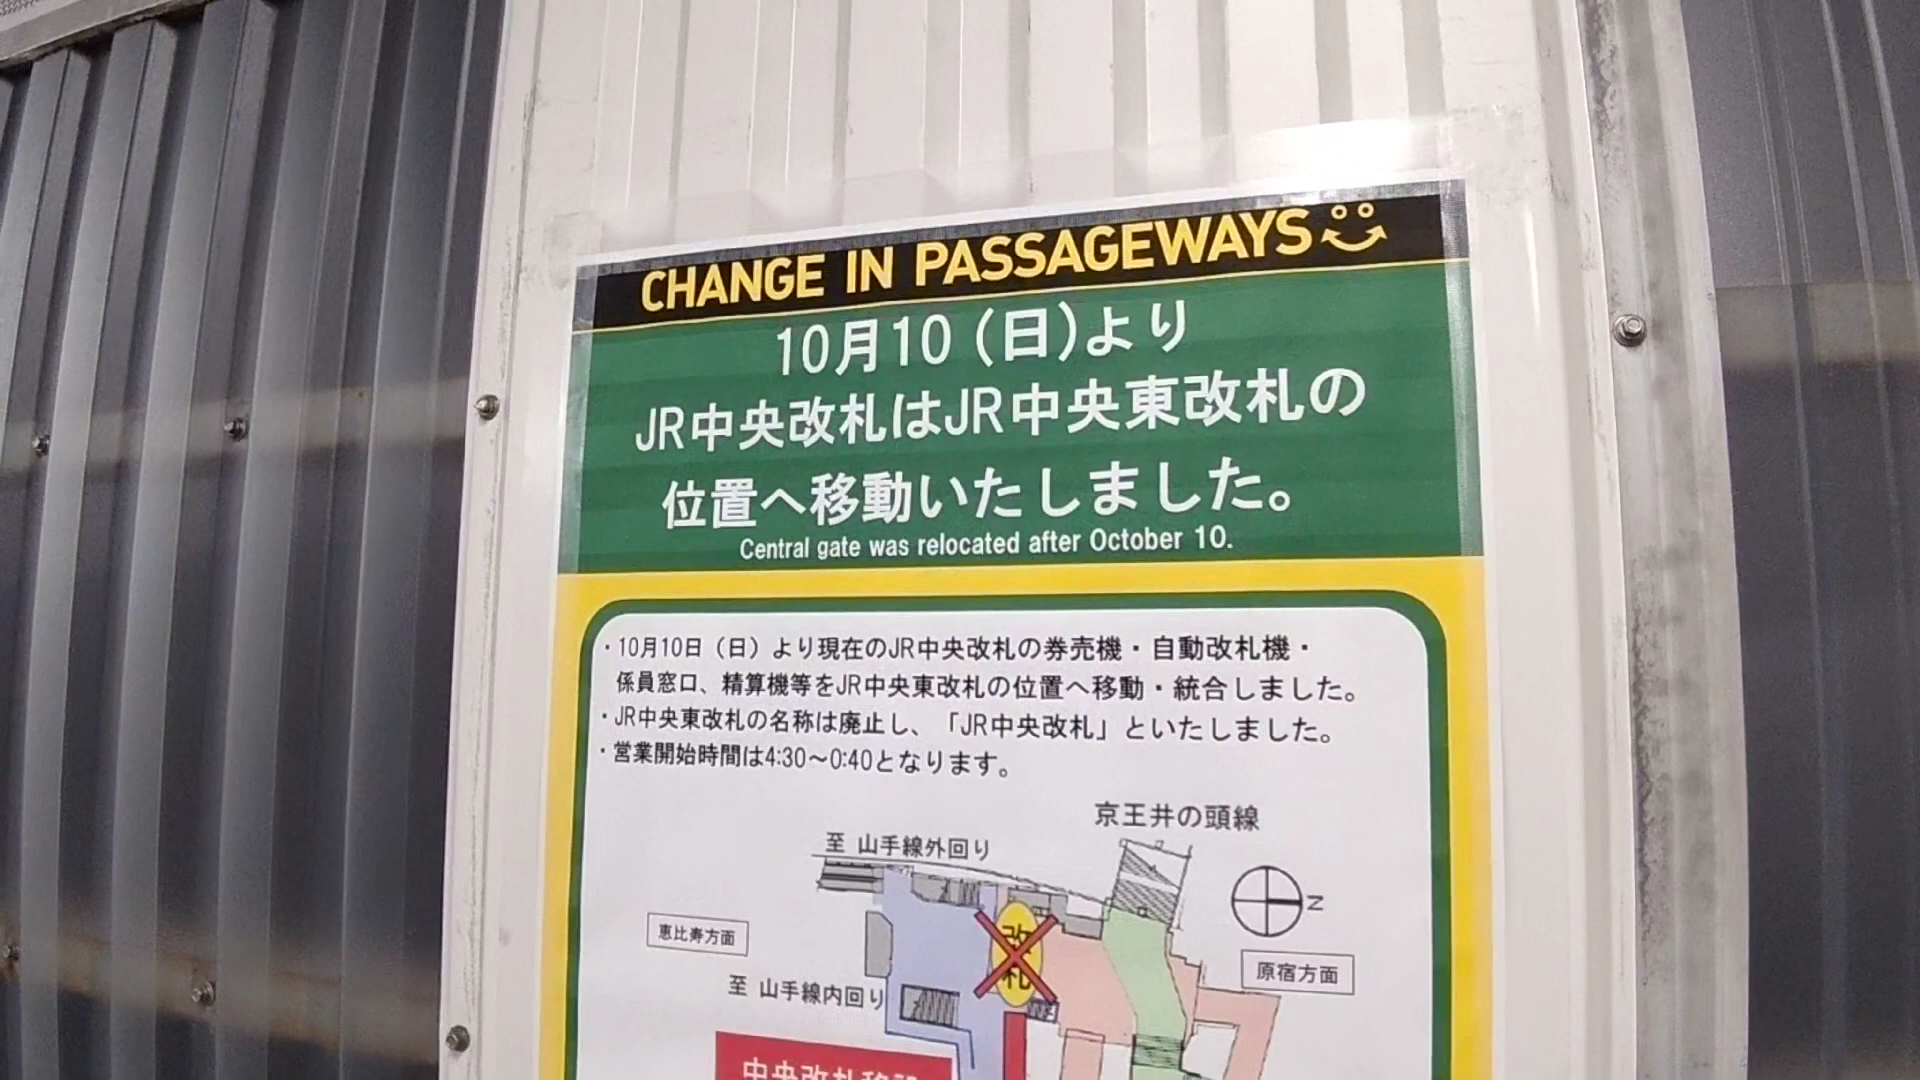 CHANGE IN PASSAGEWAYS
10月10(日)より
JR中央改札はJR中央東改札の
位置へ移動いたしました。
Central gate was relocated after October 10.
・10月10日（日）より現在のJR中央改札の券売機・自動改札機・
係員窓口、精算機等をJR中央東改札の位置へ移動・統合しました。
・JR中央東改札の名称は廃止し、「JR中央改札」といたしました。
・営業開始時間は4:30～0:40となります。
京王井の頭線
至 山手線外回り
N
改札
恵比寿方面
原宿方面
至 山手線内回り
中央改札移設